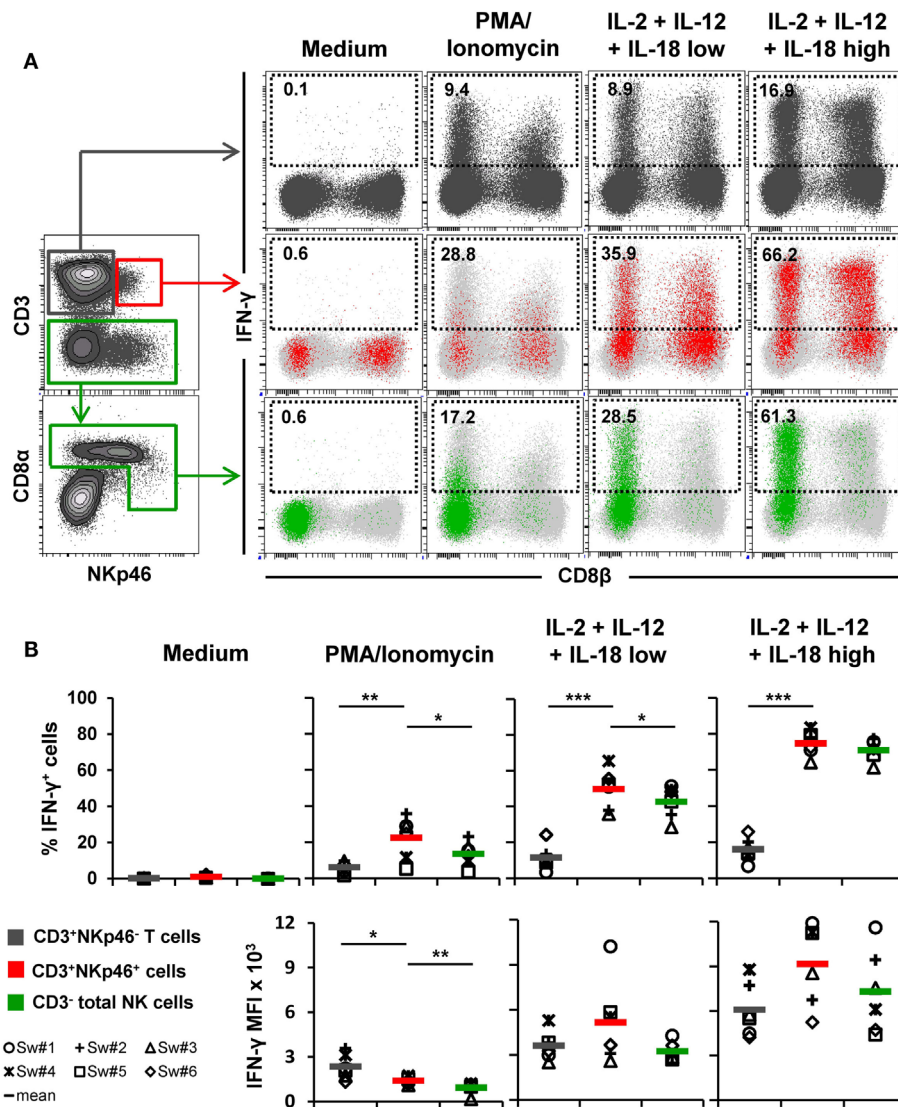 A
Medium
PMA/
Ionomycin
IL-2 + IL-12
+ IL-18 low
IL-2 + IL-12
+ IL-18 high
0.1
9.4
8.9
16.9
0.6
28.8
35.9
66.2
0.6
17.2
28.5
61.3
CD3
CD8α
NKp46
IFN-γ
CD8β
B
Medium
PMA/Ionomycin
IL-2 + IL-12
+ IL-18 low
IL-2 + IL-12
+ IL-18 high
% IFN-γ⁺ cells
100
80
60
40
20
0
** *
*** *
***
CD3⁺NKp46⁻ T cells
CD3⁺NKp46⁺ cells
CD3⁻ total NK cells
Sw#1 Sw#2 Sw#3
Sw#4 Sw#5 Sw#6
mean
IFN-γ MFI x 10³
12
9
6
3
0
* **